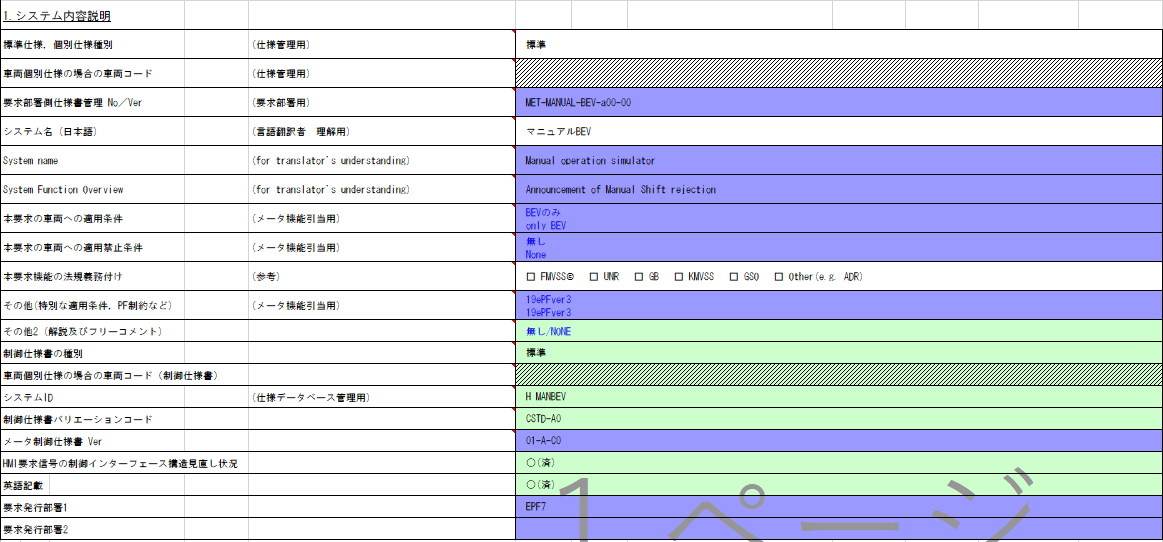 1. システム内容説明
標準仕様, 個別仕様種別 (仕様管理用) 標準
車両個別仕様の場合の車両コード (仕様管理用)
要求部署側仕様書管理 No／Ver (要求部署用) MET-MANUAL-BEV-a00-00
システム名 (日本語) (言語翻訳者 理解用) マニュアルBEV
System name (for translator's understanding) Manual operation simulator
System Function Overview (for translator's understanding) Announcement of Manual Shift rejection
本要求の車両への適用条件 (メータ機能引当用) BEVのみ
only BEV
本要求の車両への適用禁止条件 (メータ機能引当用) 無し
None
本要求機能の法規義務付け (参考) □ FMVSS® □ UNR □ GB □ KMVSS □ GSO □ Other(e.g. ADR)
その他(特別な適用条件, PF制約など) (メータ機能引当用) 19ePFver3
19ePFver3
その他2 (解説及びフリーコメント) 無し/NONE
制御仕様書の種別 標準
車両個別仕様の場合の車両コード (制御仕様書)
システムID (仕様データベース管理用) H MANBEV
制御仕様書バリエーションコード CSTD-A0
メータ制御仕様書 Ver 01-A-C0
HMI要求信号の制御インターフェース構造見直し状況 ○(済)
英語記載 ○(済)
要求発行部署1 EPF7
要求発行部署2
1 ページ